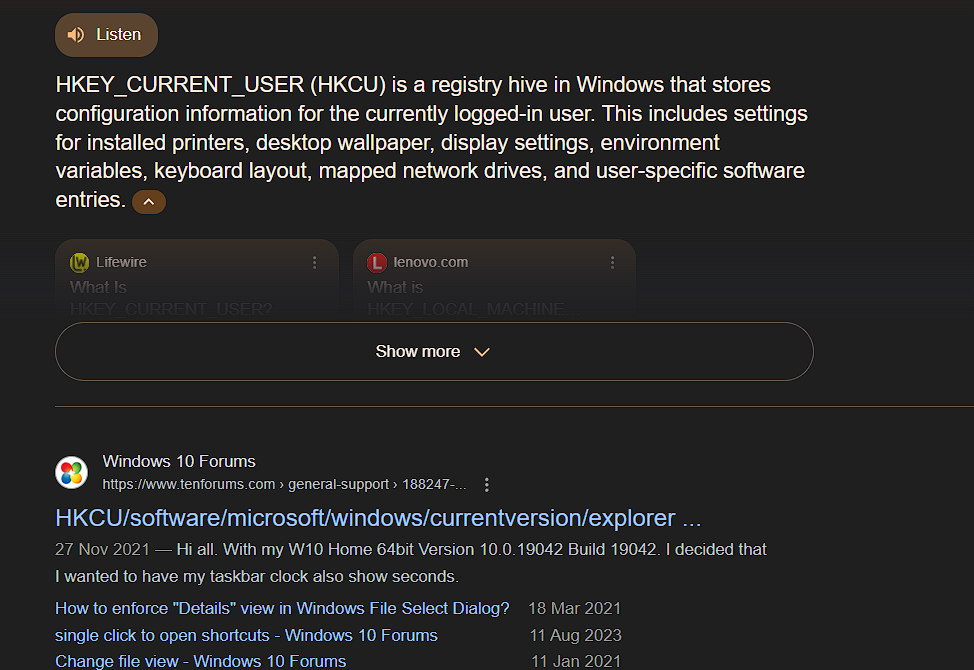 Listen
HKEY_CURRENT_USER (HKCU) is a registry hive in Windows that stores
configuration information for the currently logged-in user. This includes settings
for installed printers, desktop wallpaper, display settings, environment
variables, keyboard layout, mapped network drives, and user-specific software
entries.
Lifewire
What Is
HKEY_CURRENT_USER?
lenovo.com
What is
HKEY_LOCAL_MACHINE
Show more
Windows 10 Forums
https://www.tenforums.com › general-support › 188247-...
HKCU/software/microsoft/windows/currentversion/explorer ...
27 Nov 2021 — Hi all. With my W10 Home 64bit Version 10.0.19042 Build 19042. I decided that
I wanted to have my taskbar clock also show seconds.
How to enforce "Details" view in Windows File Select Dialog? 18 Mar 2021
single click to open shortcuts - Windows 10 Forums 11 Aug 2023
Change file view - Windows 10 Forums 11 Jan 2021